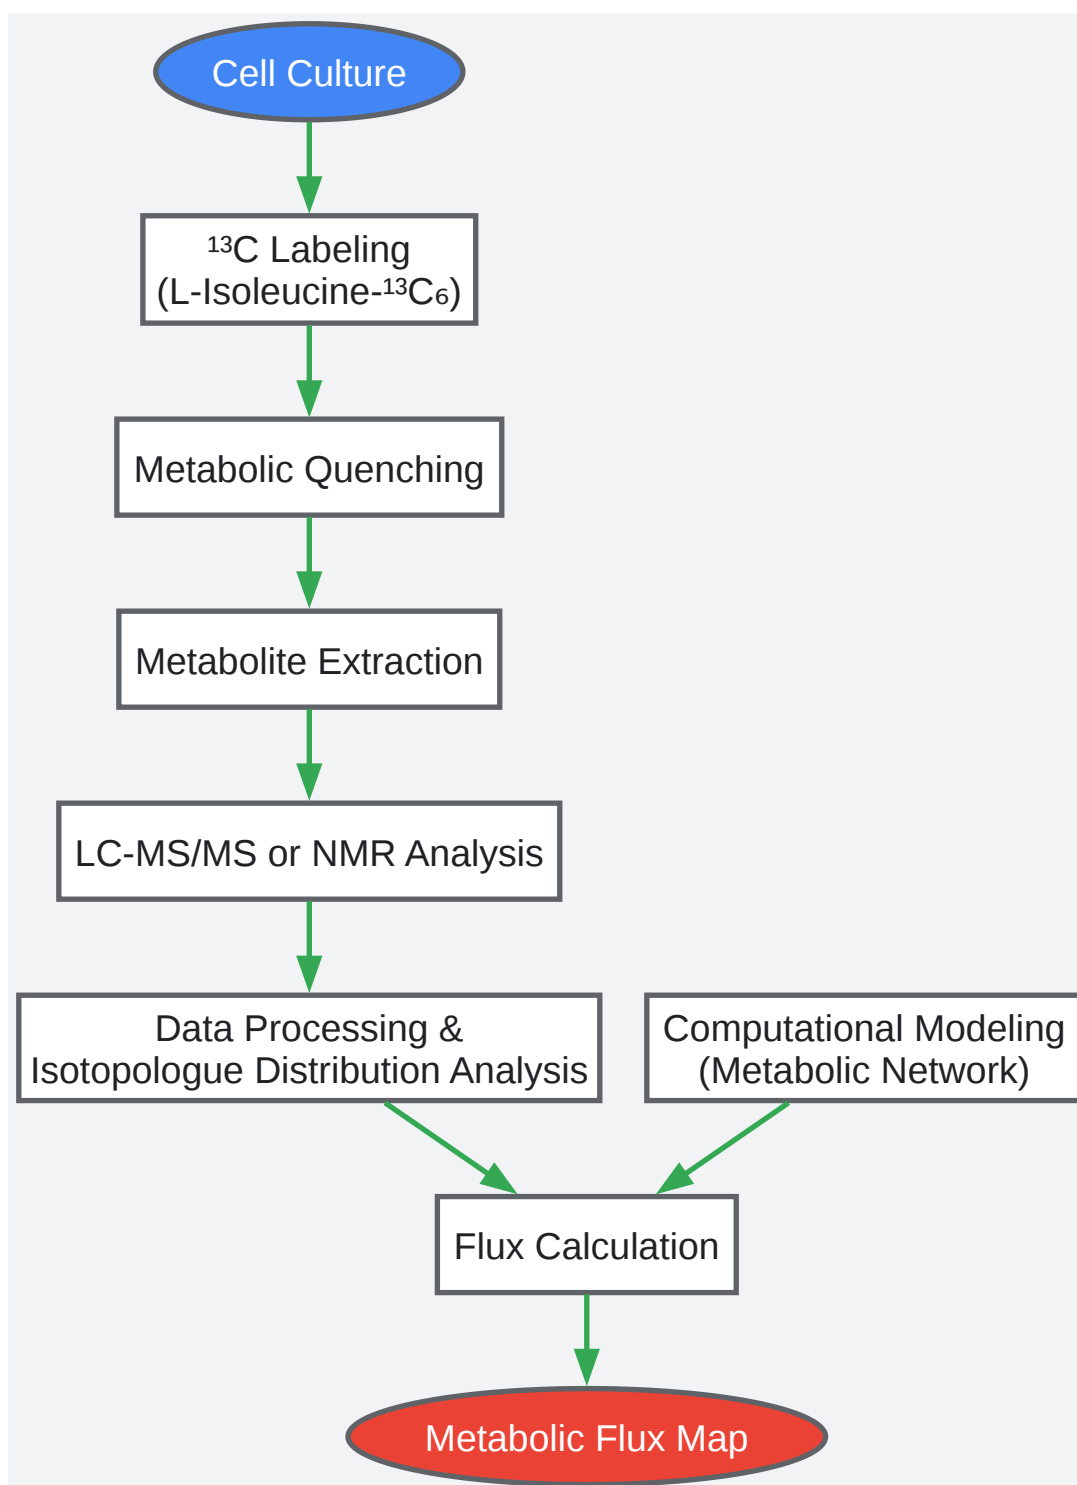 Cell Culture
¹³C Labeling
(L-Isoleucine-¹³C₆)
Metabolic Quenching
Metabolite Extraction
LC-MS/MS or NMR Analysis
Data Processing &
Isotopologue Distribution Analysis
Computational Modeling
(Metabolic Network)
Flux Calculation
Metabolic Flux Map